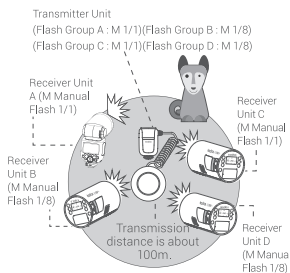 Transmitter Unit
(Flash Group A : M 1/1)(Flash Group B : M 1/8)
(Flash Group C : M 1/1)(Flash Group D : M 1/8)
Receiver Unit
A (M Manual
Flash 1/1)
Receiver
Unit C
(M Manual
Flash 1/1)
Receiver
Unit B
(M Manual
Flash 1/8)
Transmission
distance is about
100m.
Receiver
Unit D
(M Manual
Flash 1/8)